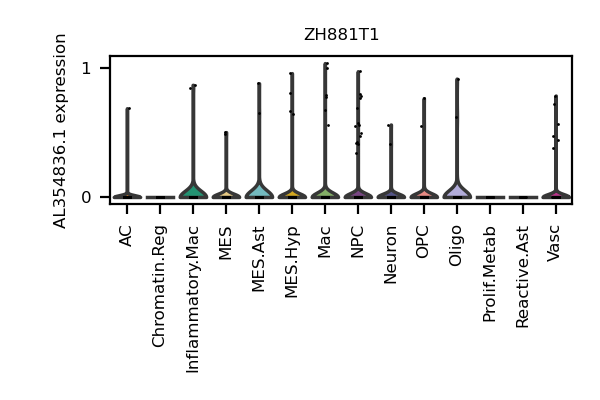 ZH881T1
AL354836.1 expression
1
0
AC
Chromatin.Reg
Inflammatory.Mac
MES
MES.Ast
MES.Hyp
Mac
NPC
Neuron
OPC
Oligo
Prolif.Metab
Reactive.Ast
Vasc